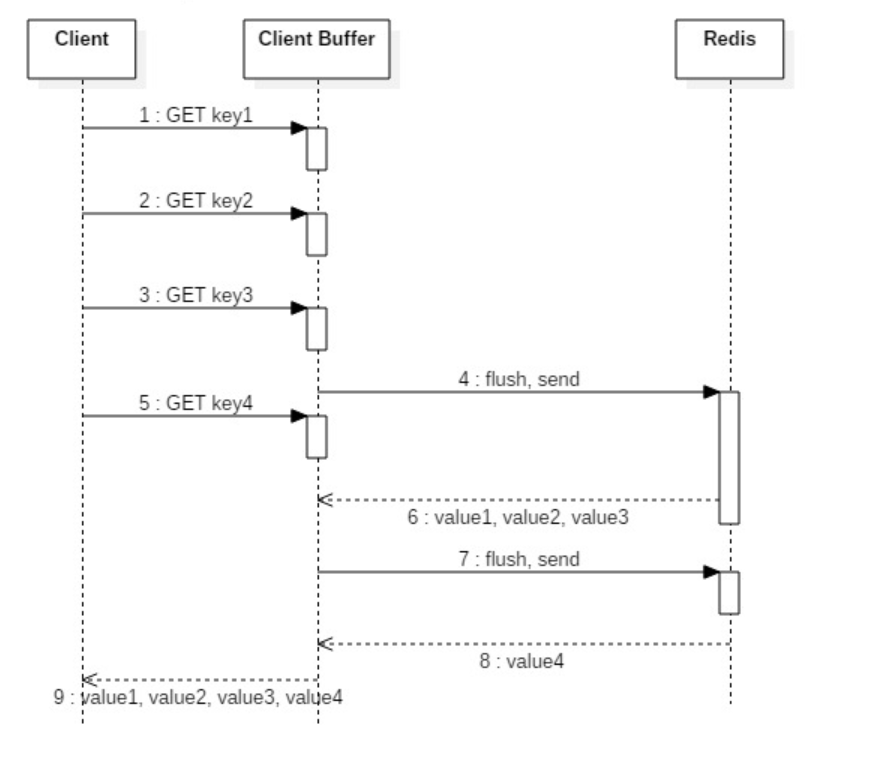 Client
Client Buffer
Redis
1 : GET key1
2 : GET key2
3 : GET key3
4 : flush, send
5 : GET key4
6 : value1, value2, value3
7 : flush, send
8 : value4
9 : value1, value2, value3, value4